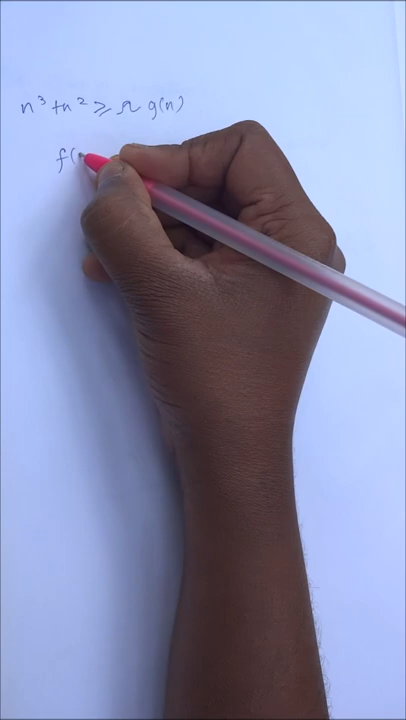 n³ + n² ≥ Ω g(n)
f(